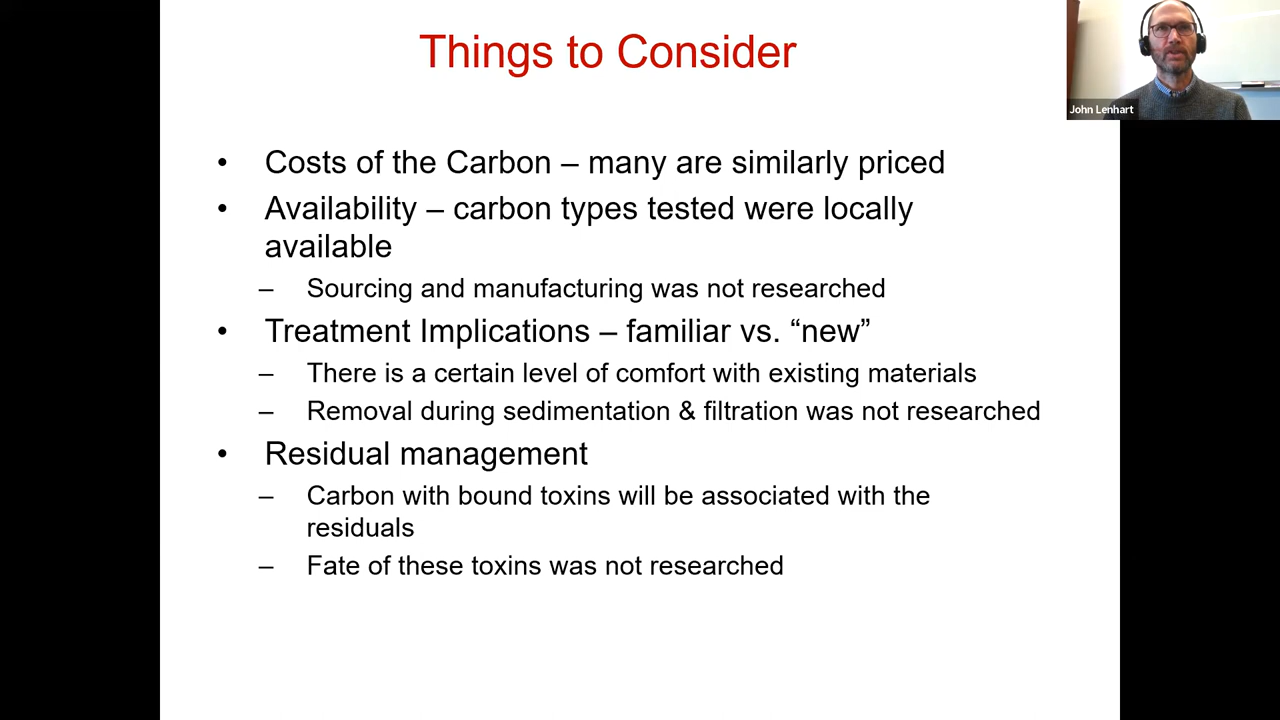 Things to Consider
John Lenhart
• Costs of the Carbon – many are similarly priced
• Availability – carbon types tested were locally
available
– Sourcing and manufacturing was not researched
• Treatment Implications – familiar vs. “new”
– There is a certain level of comfort with existing materials
– Removal during sedimentation & filtration was not researched
• Residual management
– Carbon with bound toxins will be associated with the
residuals
– Fate of these toxins was not researched